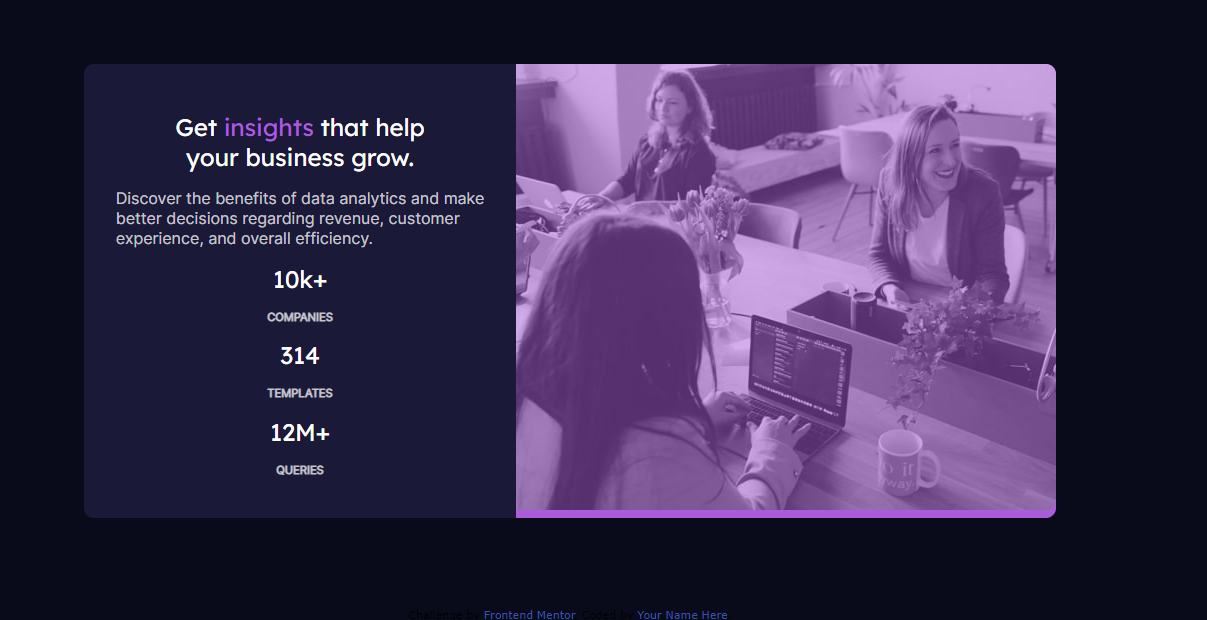 Get insights that help
your business grow.
Discover the benefits of data analytics and make
better decisions regarding revenue, customer
experience, and overall efficiency.
10k+
COMPANIES
314
TEMPLATES
12M+
QUERIES
Challenge by Frontend Mentor. Coded by Your Name Here.